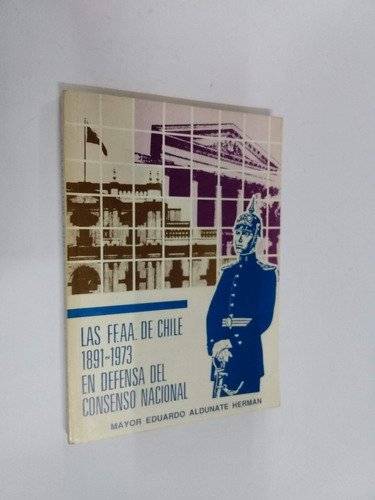 LAS FF.AA. DE CHILE
1891~1973
EN DEFENSA DEL
CONSENSO NACIONAL
MAYOR EDUARDO ALDUNATE HERMAN